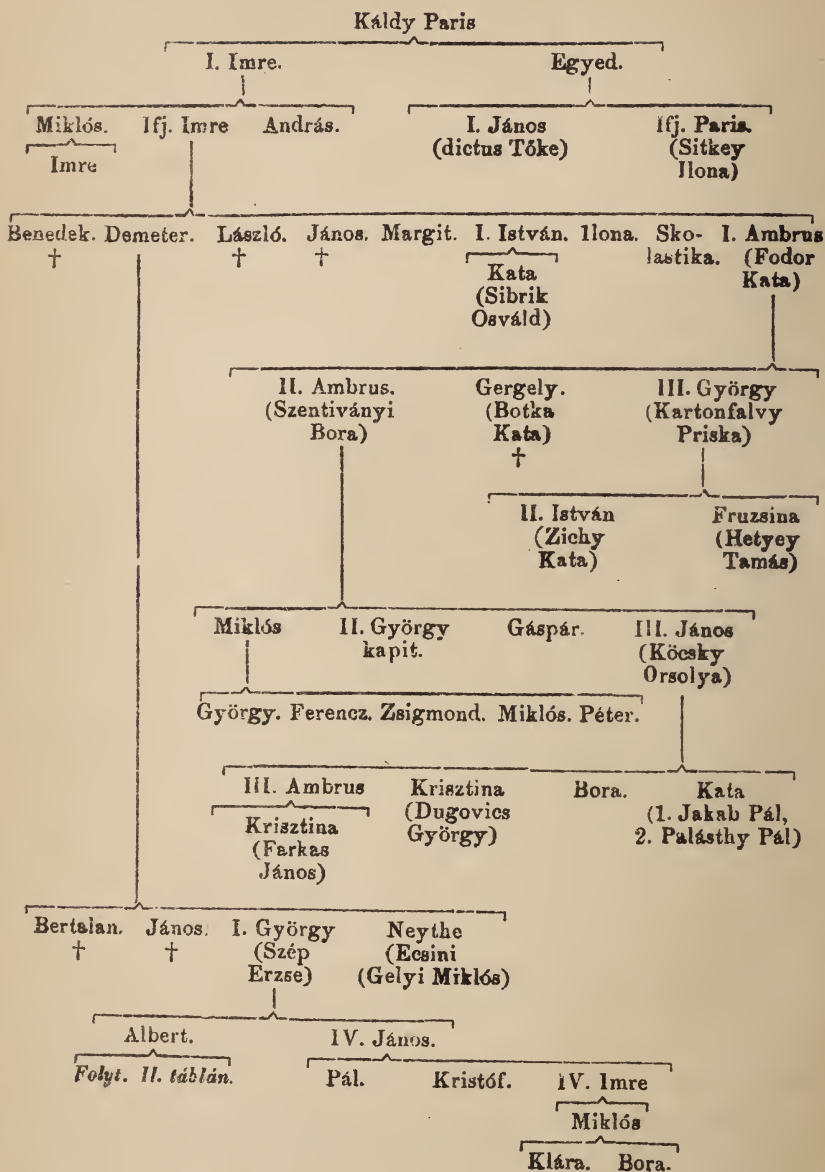 Káldy Paris
I. Imre. Egyed.
Miklós. Ifj. Imre András. I. János Ifj. Paris.
(dictus Tőke) (Sitkey
Imre Ilona)
Benedek. Demeter. László. János. Margit. I. István. Ilona. Sko- I. Ambrus
† † † lastika. (Fodor
Kata Kata)
(Sibrik
Osváld)
II. Ambrus. Gergely. III. György
(Szentiványi (Botka (Kartonfalvy
Bora) Kata) Priska)
†
II. István Fruzsina
(Zichy (Hetyey
Kata) Tamás)
Miklós II. György Gáspár. III. János
kapit. (Köcsky
Orsolya)
György. Ferencz. Zsigmond. Miklós. Péter.
III. Ambrus Krisztina Bora. Kata
(Dugovics (1. Jakab Pál,
Krisztina György) 2. Palásthy Pál)
(Farkas
János)
Bertalan. János. I. György Neythe
† † (Szép (Ecsini
Erzse) (Gelyi Miklós)
Albert. IV. János.
Folyt. II. táblán. Pál. Kristóf. IV. Imre
Miklós
Klára. Bora.